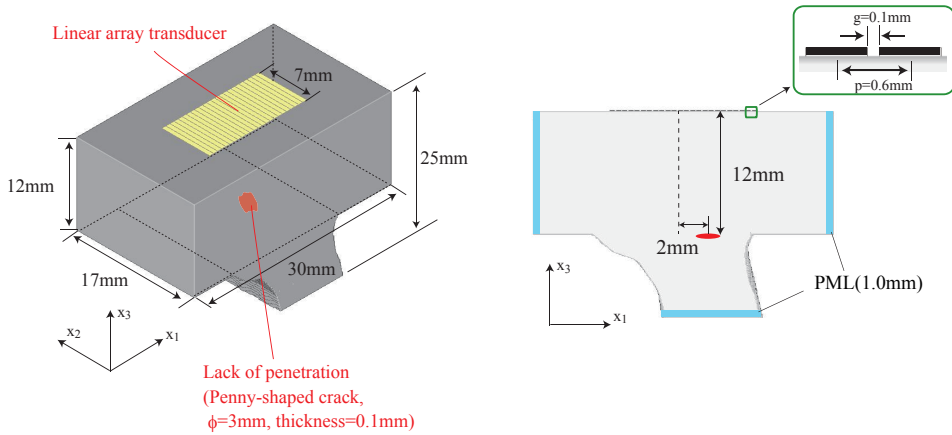 Linear array transducer
7mm
12mm
25mm
17mm
30mm
x₃
x₂
x₁
Lack of penetration
(Penny-shaped crack,
ϕ=3mm, thickness=0.1mm)
g=0.1mm
p=0.6mm
12mm
2mm
PML(1.0mm)
x₃
x₁